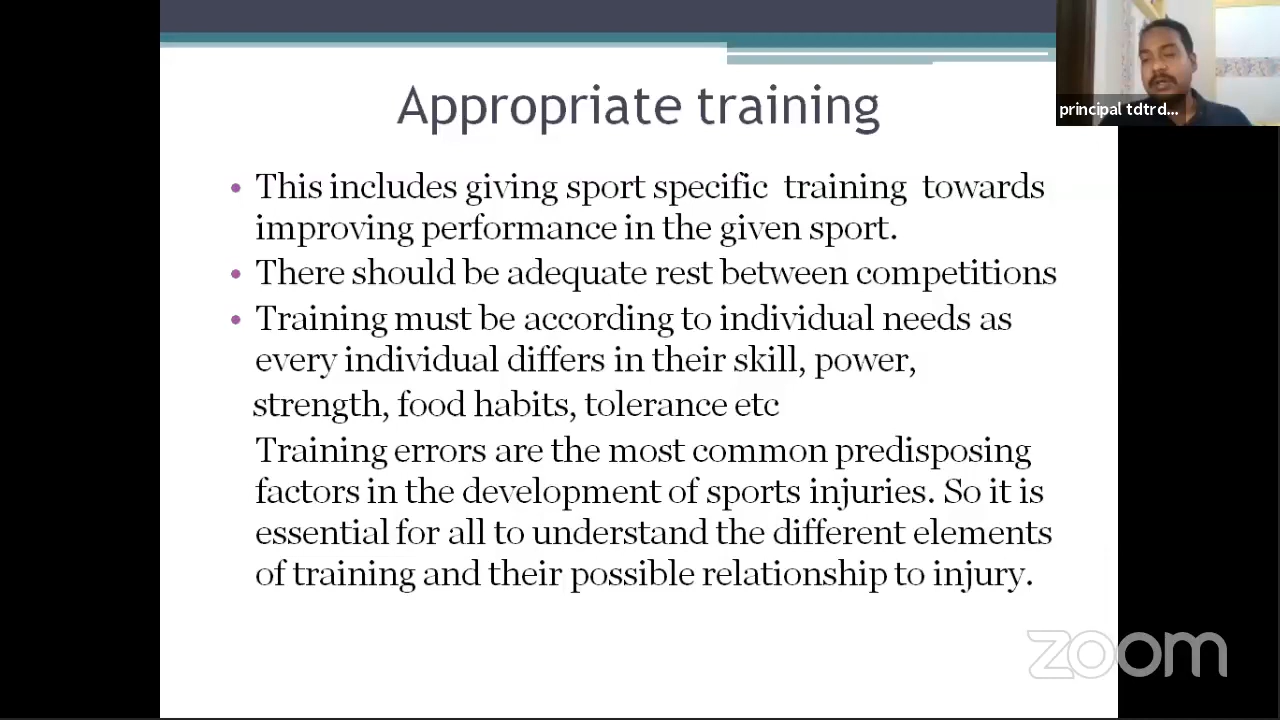 Appropriate training
principal tdtrd...
• This includes giving sport specific training towards
improving performance in the given sport.
• There should be adequate rest between competitions
• Training must be according to individual needs as
every individual differs in their skill, power,
strength, food habits, tolerance etc
Training errors are the most common predisposing
factors in the development of sports injuries. So it is
essential for all to understand the different elements
of training and their possible relationship to injury.
zoom